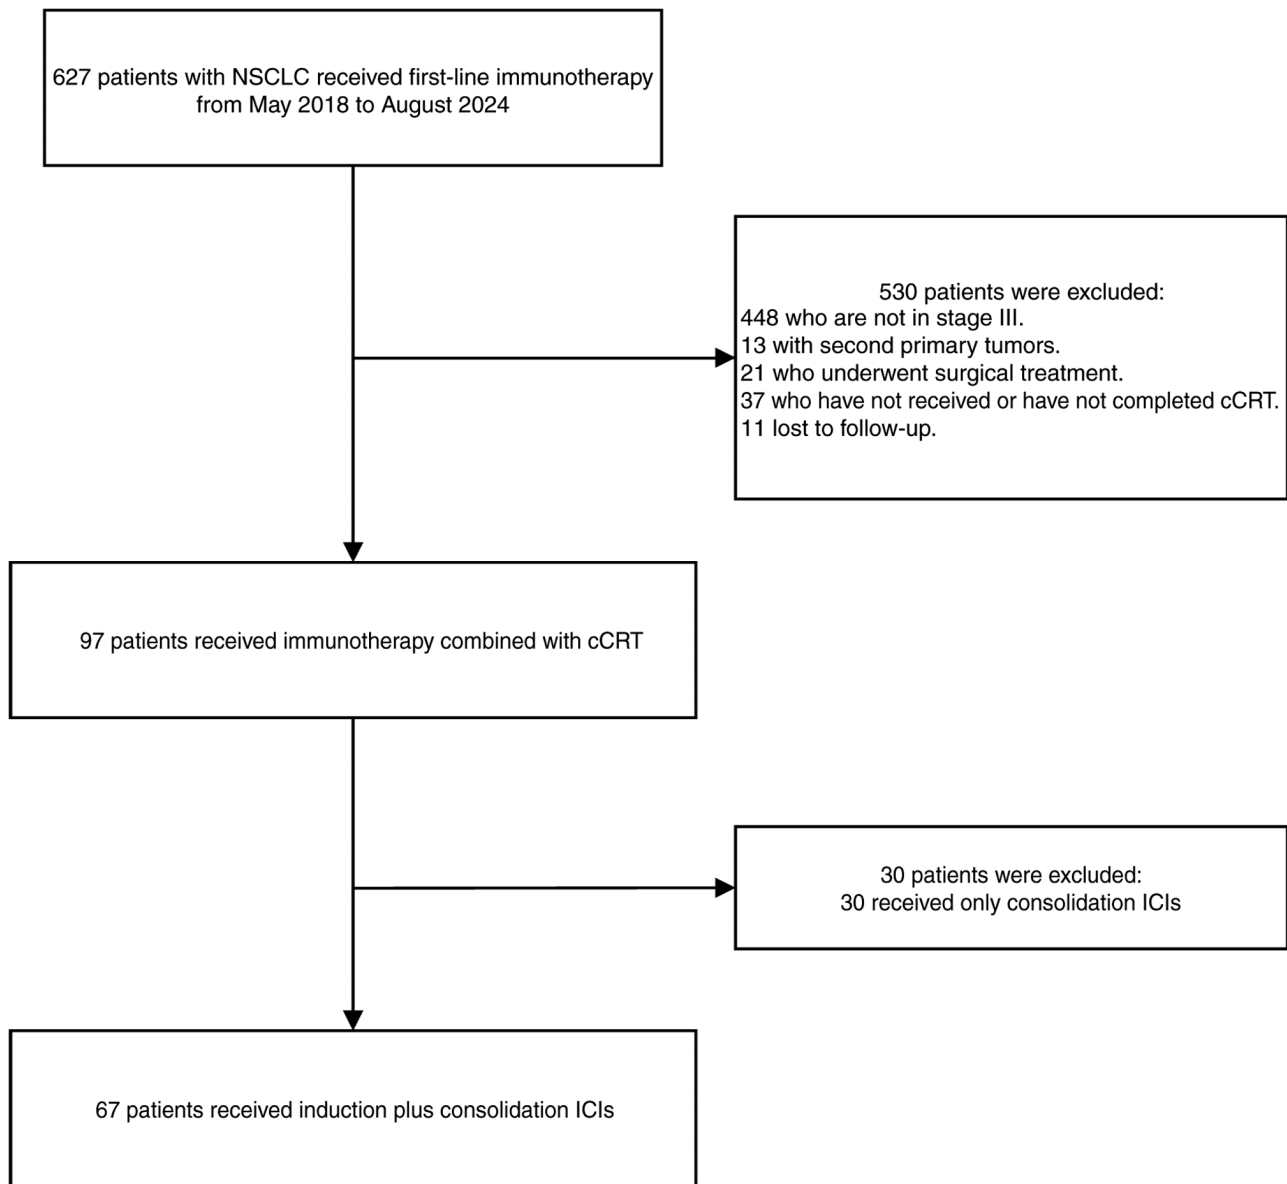 627 patients with NSCLC received first-line immunotherapy
from May 2018 to August 2024
530 patients were excluded:
448 who are not in stage III.
13 with second primary tumors.
21 who underwent surgical treatment.
37 who have not received or have not completed cCRT.
11 lost to follow-up.
97 patients received immunotherapy combined with cCRT
30 patients were excluded:
30 received only consolidation ICIs
67 patients received induction plus consolidation ICIs